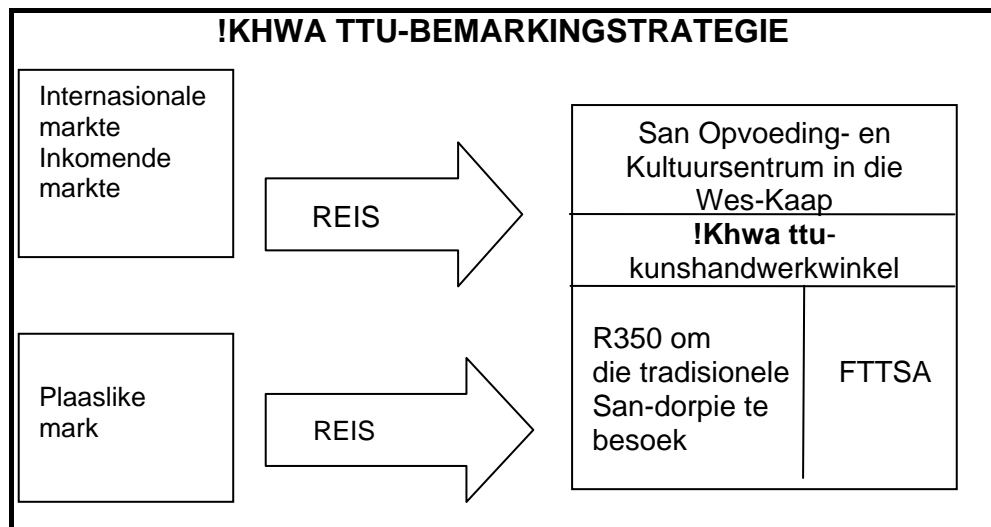 !KHWA TTU-BEMARKINGSTRATEGIE
Internasionale
markte
Inkomende
markte
REIS
San Opvoeding- en
Kultuursentrum in die
Wes-Kaap
!Khwa ttu-
kunshandwerkwinkel
R350 om
die tradisionele
San-dorpie te
besoek
FTTSA
Plaaslike
mark
REIS